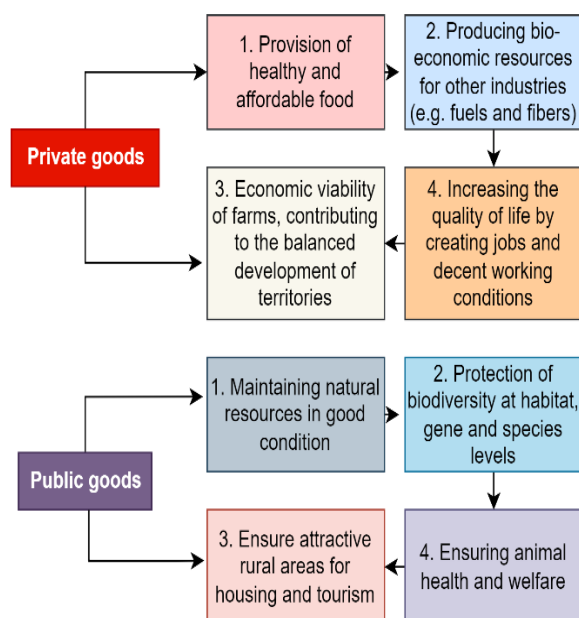 1. Provision of
healthy and
affordable food
2. Producing bio-
economic resources
for other industries
(e.g. fuels and fibers)
Private goods
3. Economic viability
of farms, contributing
to the balanced
development of
territories
4. Increasing the
quality of life by
creating jobs and
decent working
conditions
1. Maintaining natural
resources in good
condition
2. Protection of
biodiversity at habitat,
gene and species
levels
Public goods
3. Ensure attractive
rural areas for
housing and tourism
4. Ensuring animal
health and welfare